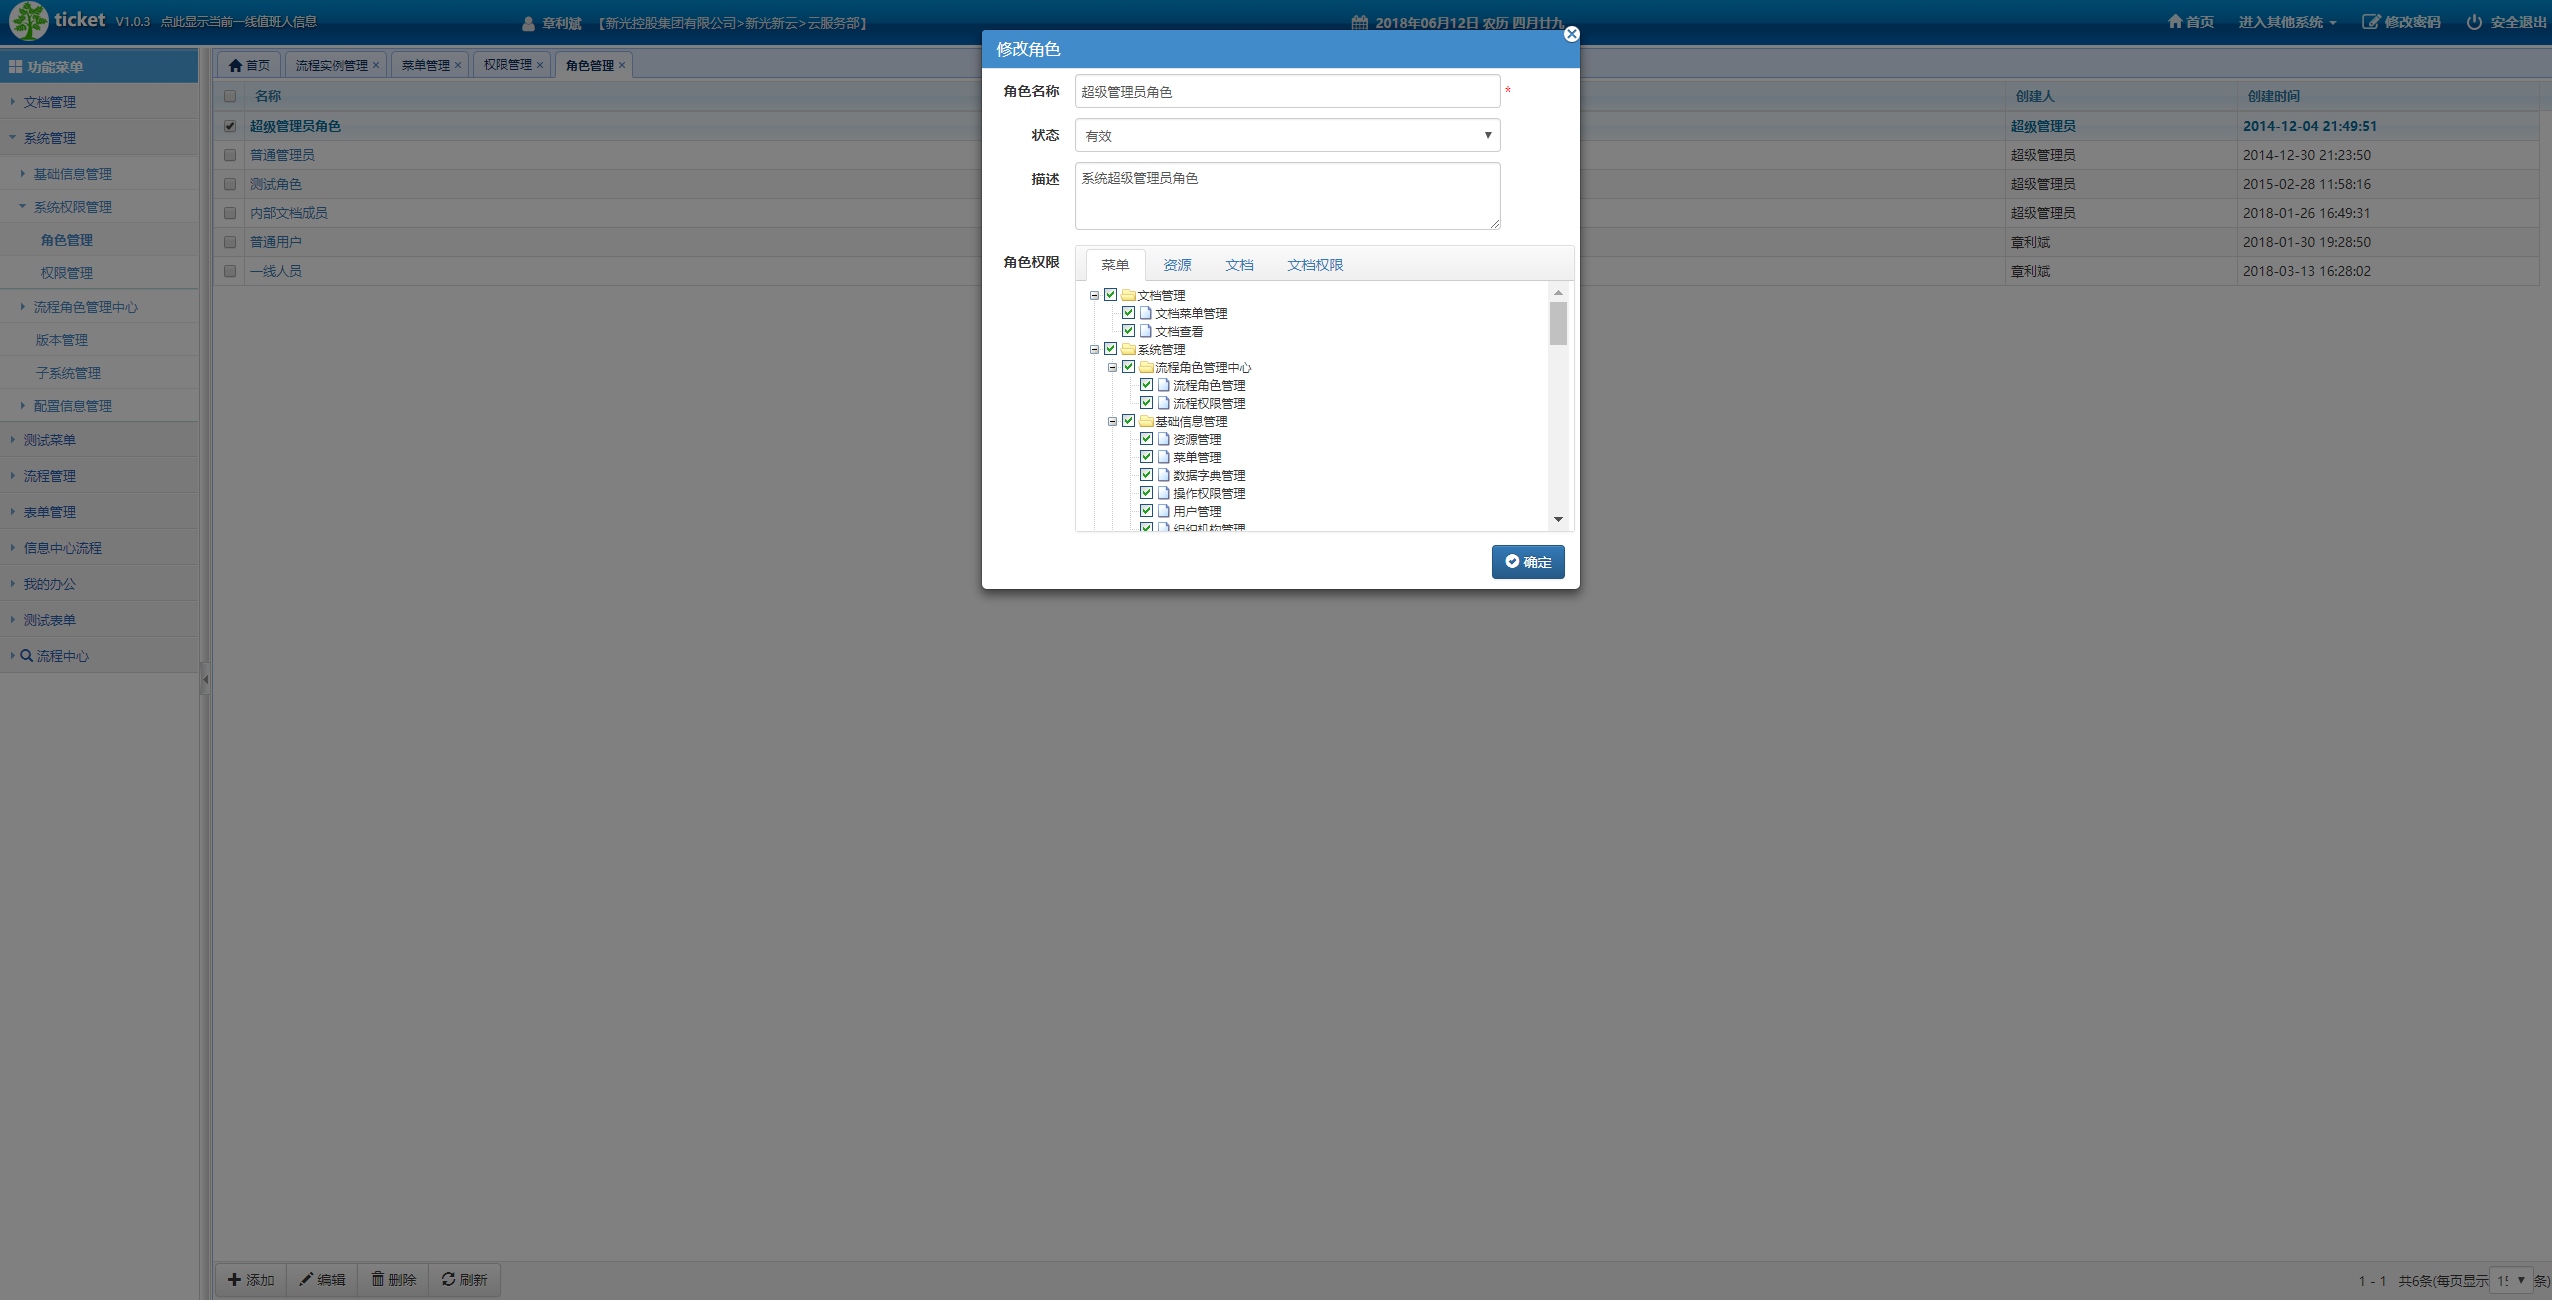 ticket V1.0.3 点此显示当前一线值班人信息 章利斌 [新光控股集团有限公司>新光新云>云服务部] 2018年06月12日 农历 四月廿九 首页 进入其他系统 修改密码 安全退出
功能菜单
文档管理
系统管理
基础信息管理
系统权限管理
角色管理
权限管理
流程角色管理中心
版本管理
子系统管理
配置信息管理
测试菜单
流程管理
表单管理
信息中心流程
我的办公
测试表单
流程中心
首页 流程实例管理 × 菜单管理 × 权限管理 × 角色管理 ×
名称 创建人 创建时间
超级管理员角色 超级管理员 2014-12-04 21:49:51
普通管理员 超级管理员 2014-12-30 21:23:50
测试角色 超级管理员 2015-02-28 11:58:16
内部文档成员 超级管理员 2018-01-26 16:49:31
普通用户 章利斌 2018-01-30 19:28:50
一线人员 章利斌 2018-03-13 16:28:02
修改角色
角色名称 超级管理员角色 *
状态 有效
描述 系统超级管理员角色
角色权限 菜单 资源 文档 文档权限
文档管理
文档菜单管理
文档查看
系统管理
流程角色管理中心
流程角色管理
流程权限管理
基础信息管理
资源管理
菜单管理
数据字典管理
操作权限管理
用户管理
组织机构管理
确定
添加 编辑 删除 刷新
1 - 1 共6条(每页显示 条)